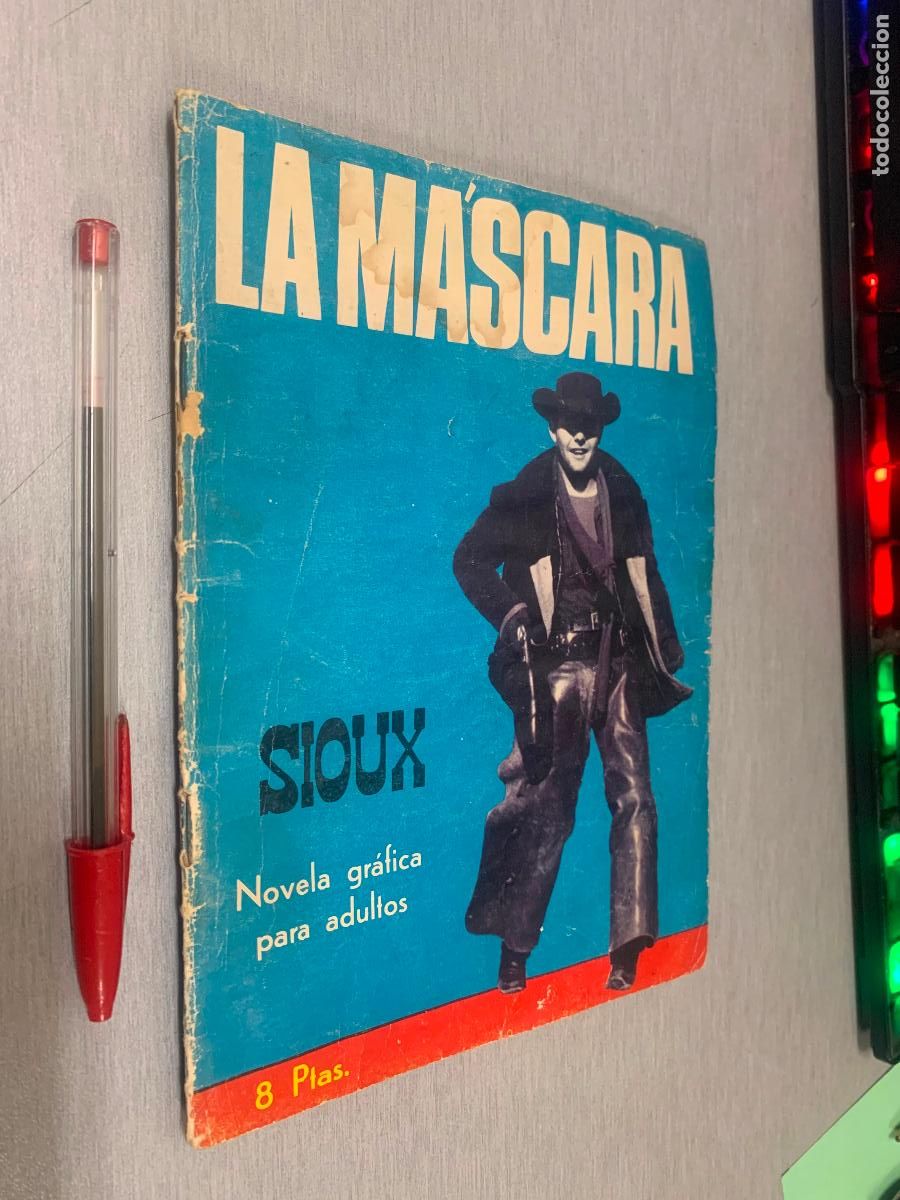 LA MÁSCARA
SIOUX
Novela gráfica
para adultos
8 Ptas.
todocoleccion